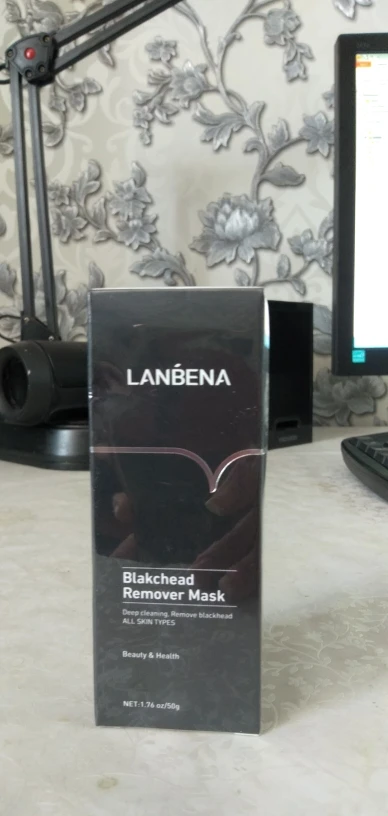 LANBENA
Blakchead
Remover Mask
Deep cleaning, Remove blackhead
ALL SKIN TYPES
Beauty & Health
NET:1.76 oz/50g